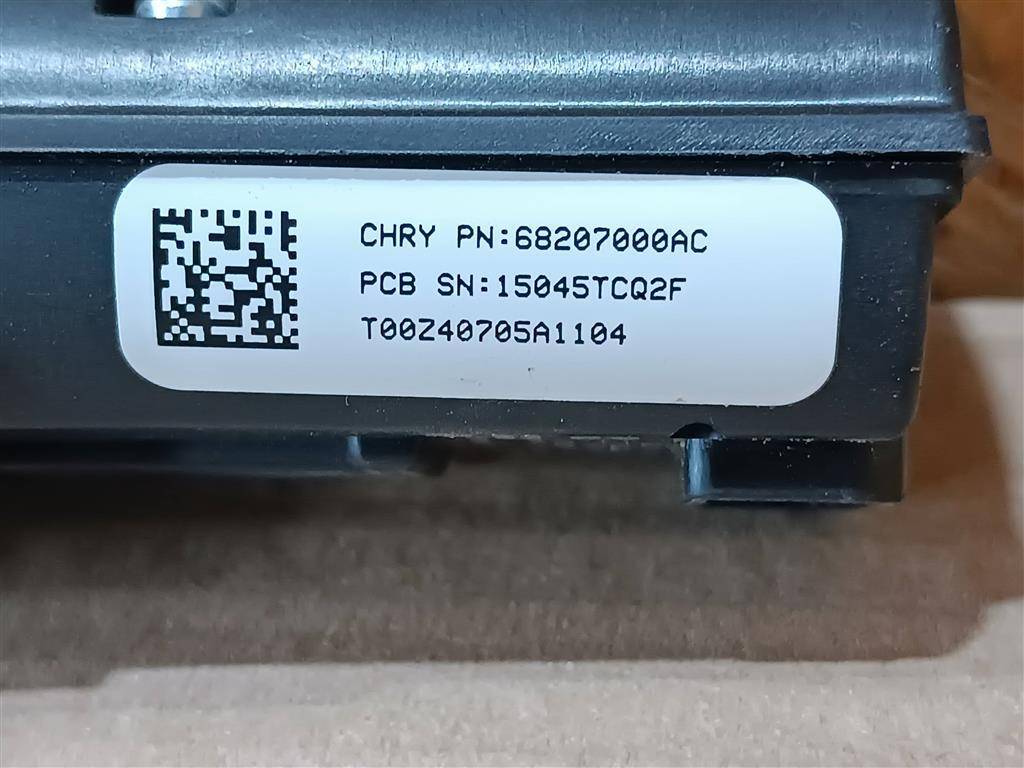 CHRY PN:68207000AC
PCB SN:15045TCQ2F
T00Z40705A1104